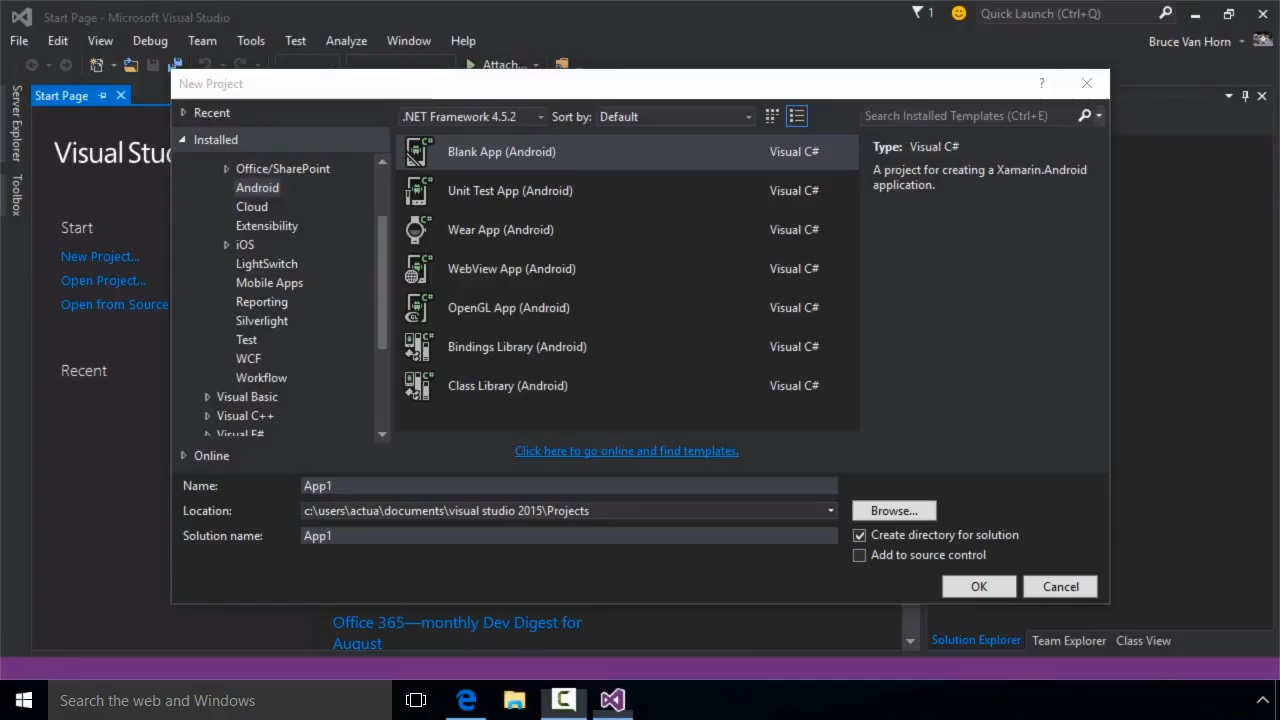 Start Page - Microsoft Visual Studio
1
Quick Launch (Ctrl+Q)
File Edit View Debug Team Tools Test Analyze Window Help
Bruce Van Horn
Attach...
Server Explorer
Toolbox
Start Page
Visual Stu
Start
New Project...
Open Project...
Open from Source
Recent
New Project
?
Recent
Installed
Office/SharePoint
Android
Cloud
Extensibility
iOS
LightSwitch
Mobile Apps
Reporting
Silverlight
Test
WCF
Workflow
Visual Basic
Visual C++
Visual F#
Online
.NET Framework 4.5.2 Sort by: Default
Search Installed Templates (Ctrl+E)
Blank App (Android) Visual C#
Unit Test App (Android) Visual C#
Wear App (Android) Visual C#
WebView App (Android) Visual C#
OpenGL App (Android) Visual C#
Bindings Library (Android) Visual C#
Class Library (Android) Visual C#
Type: Visual C#
A project for creating a Xamarin.Android
application.
Click here to go online and find templates.
Name: App1
Location: c:\users\actua\documents\visual studio 2015\Projects
Browse...
Solution name: App1
Create directory for solution
Add to source control
OK Cancel
Office 365—monthly Dev Digest for
August
Solution Explorer Team Explorer Class View
Search the web and Windows